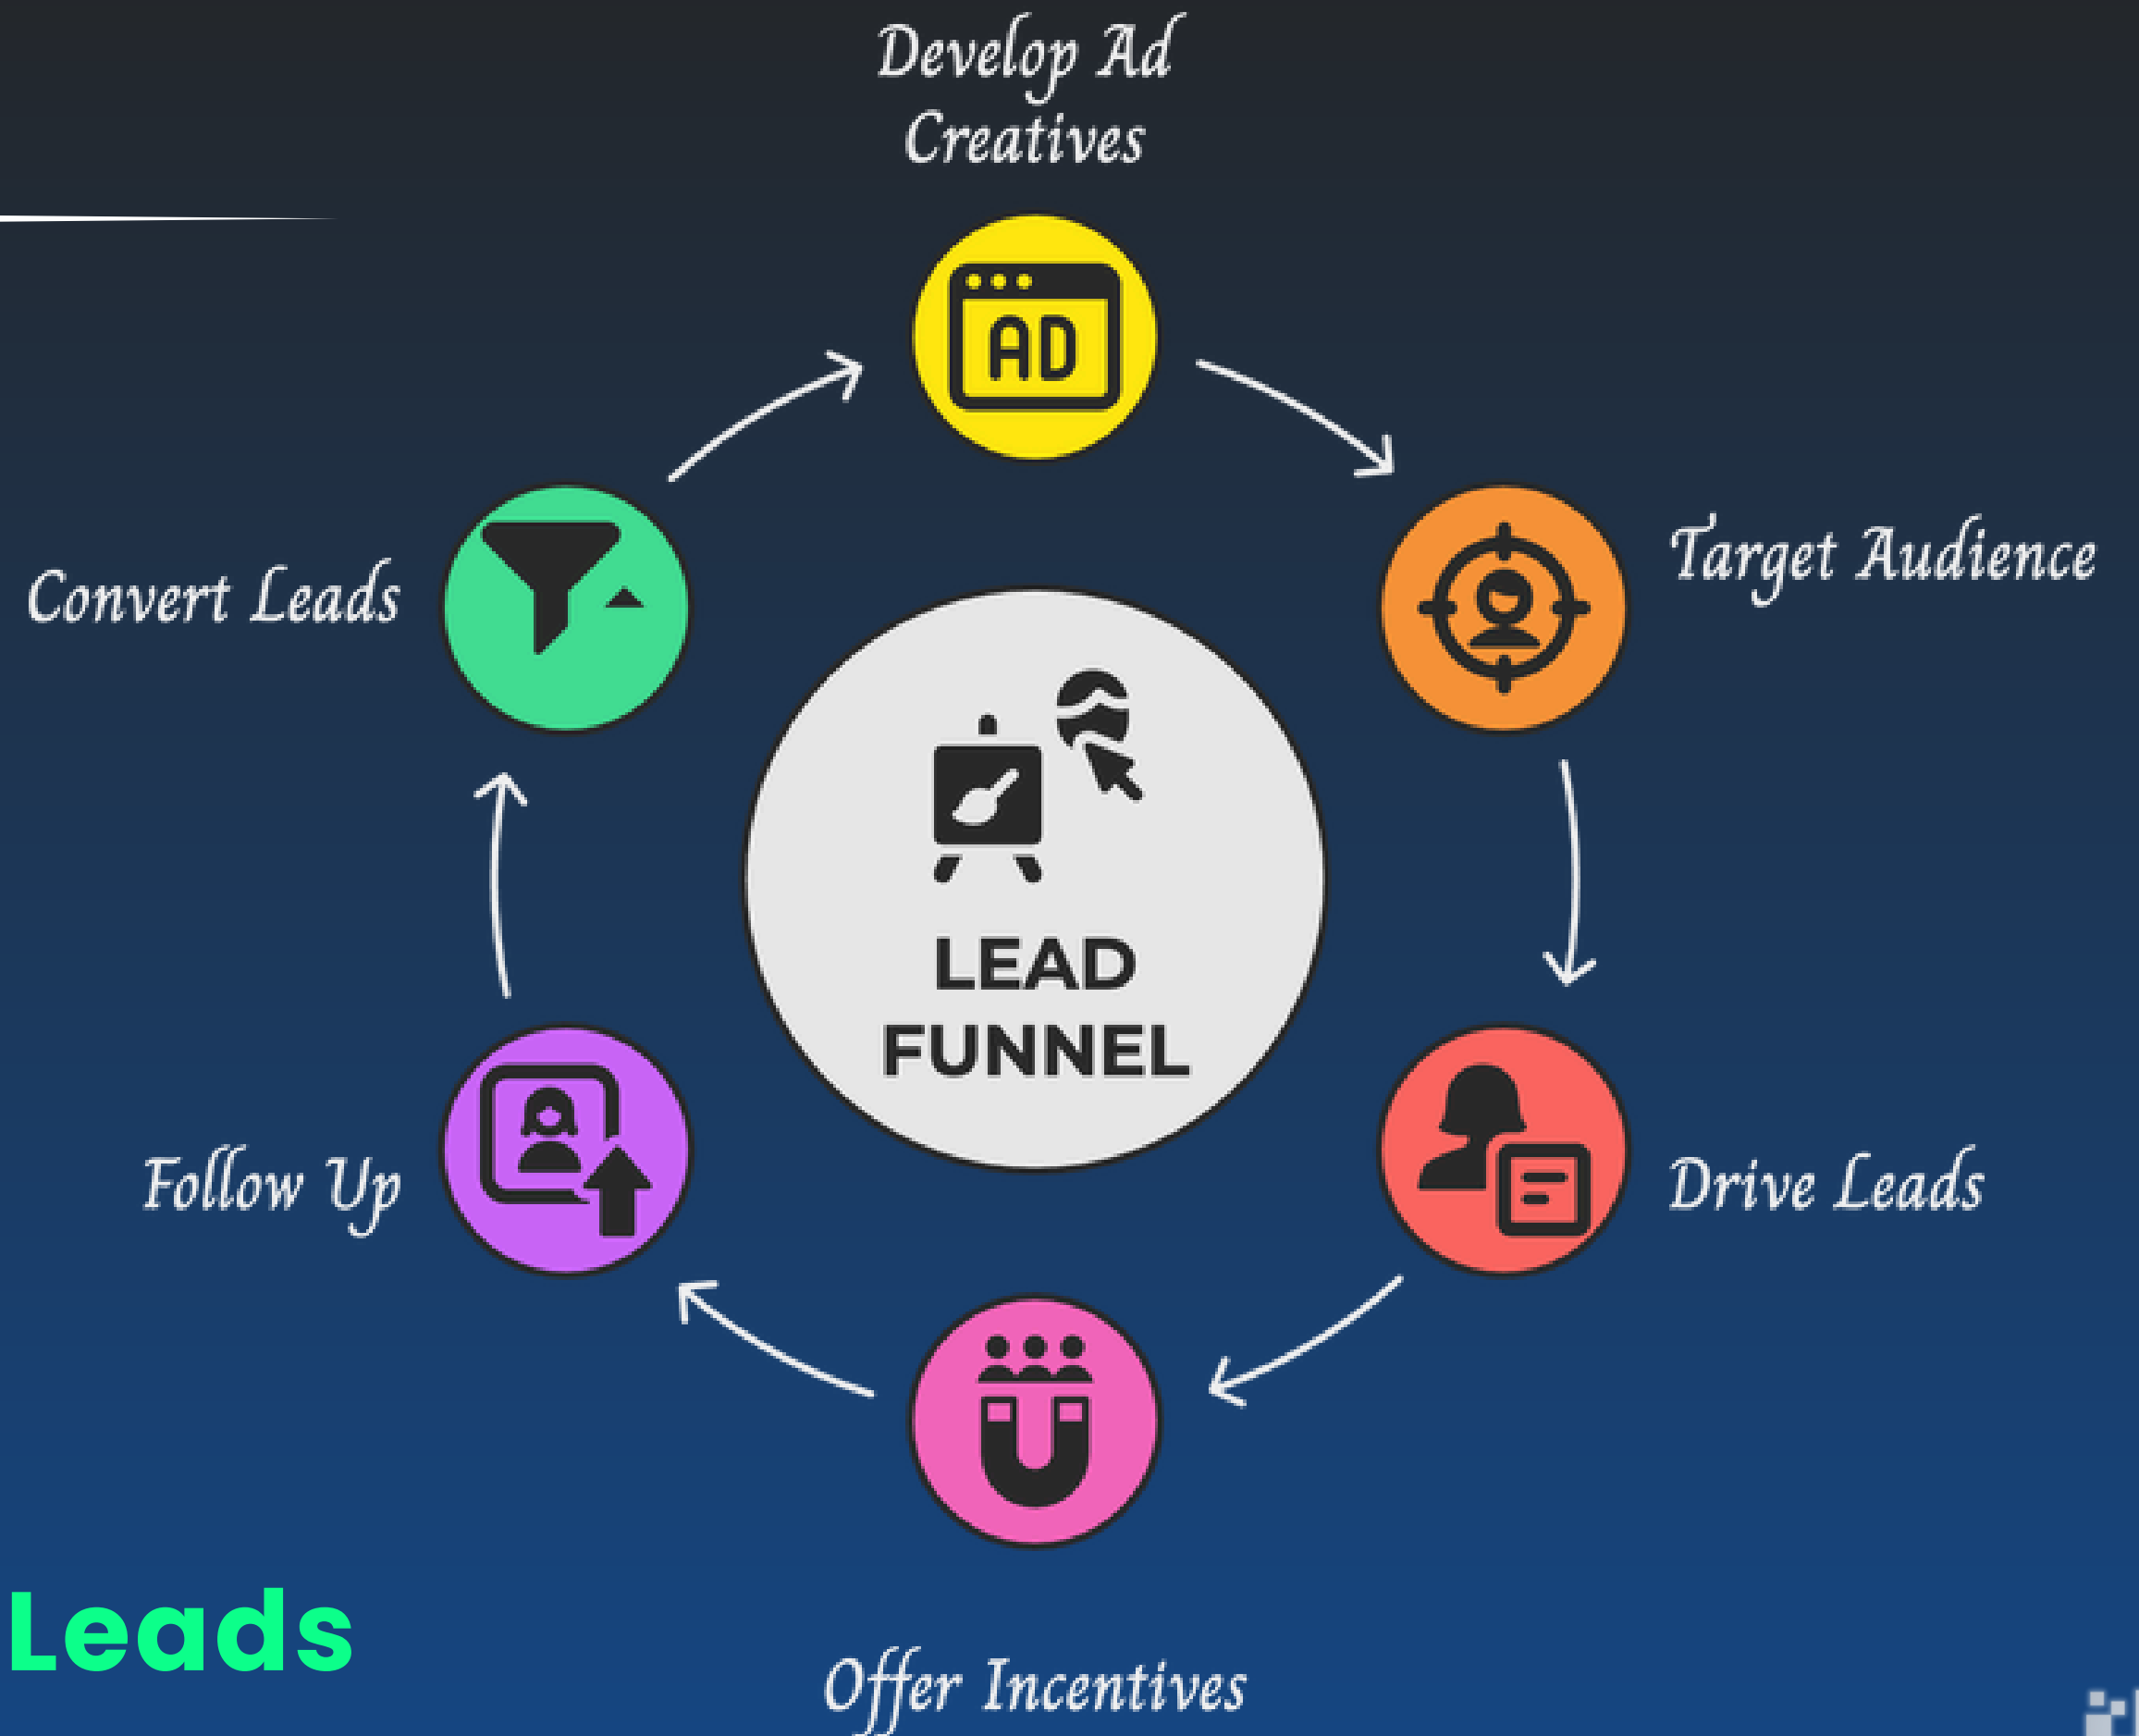 Develop Ad
Creatives
AD
Convert Leads
Target Audience
LEAD
FUNNEL
Follow Up
Drive Leads
Leads
Offer Incentives